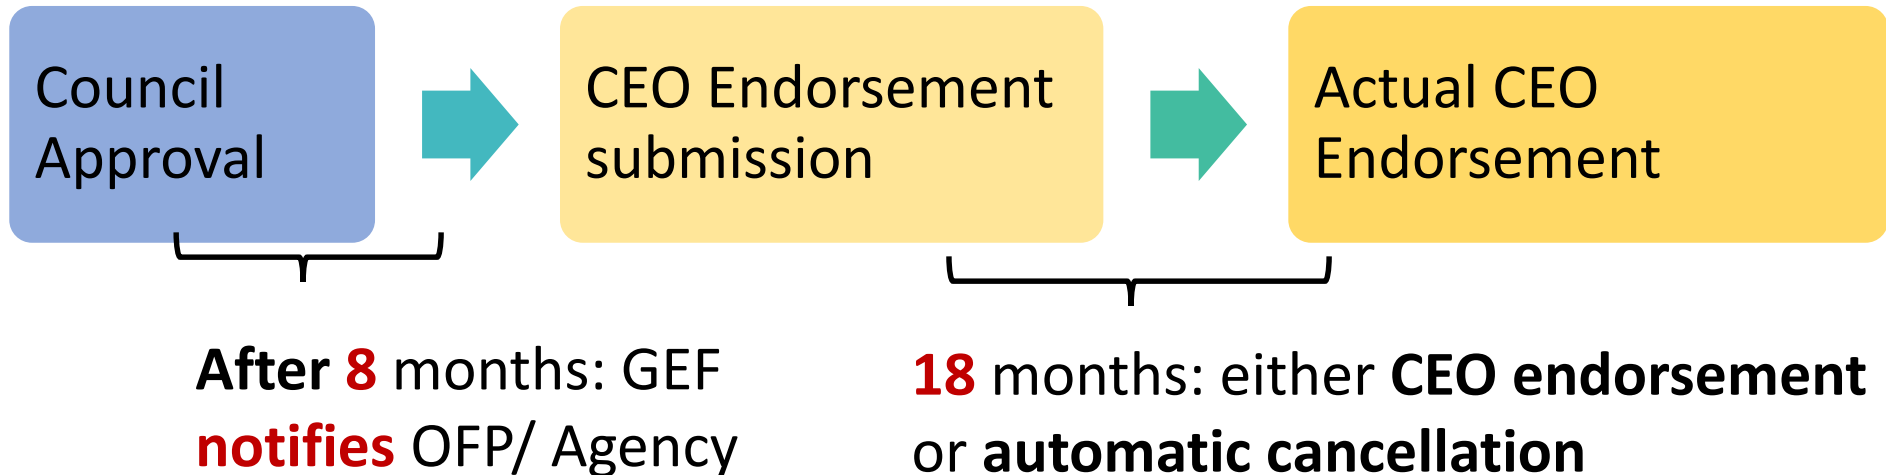 Council
Approval
CEO Endorsement
submission
Actual CEO
Endorsement
After 8 months: GEF
notifies OFP/ Agency
18 months: either CEO endorsement
or automatic cancellation